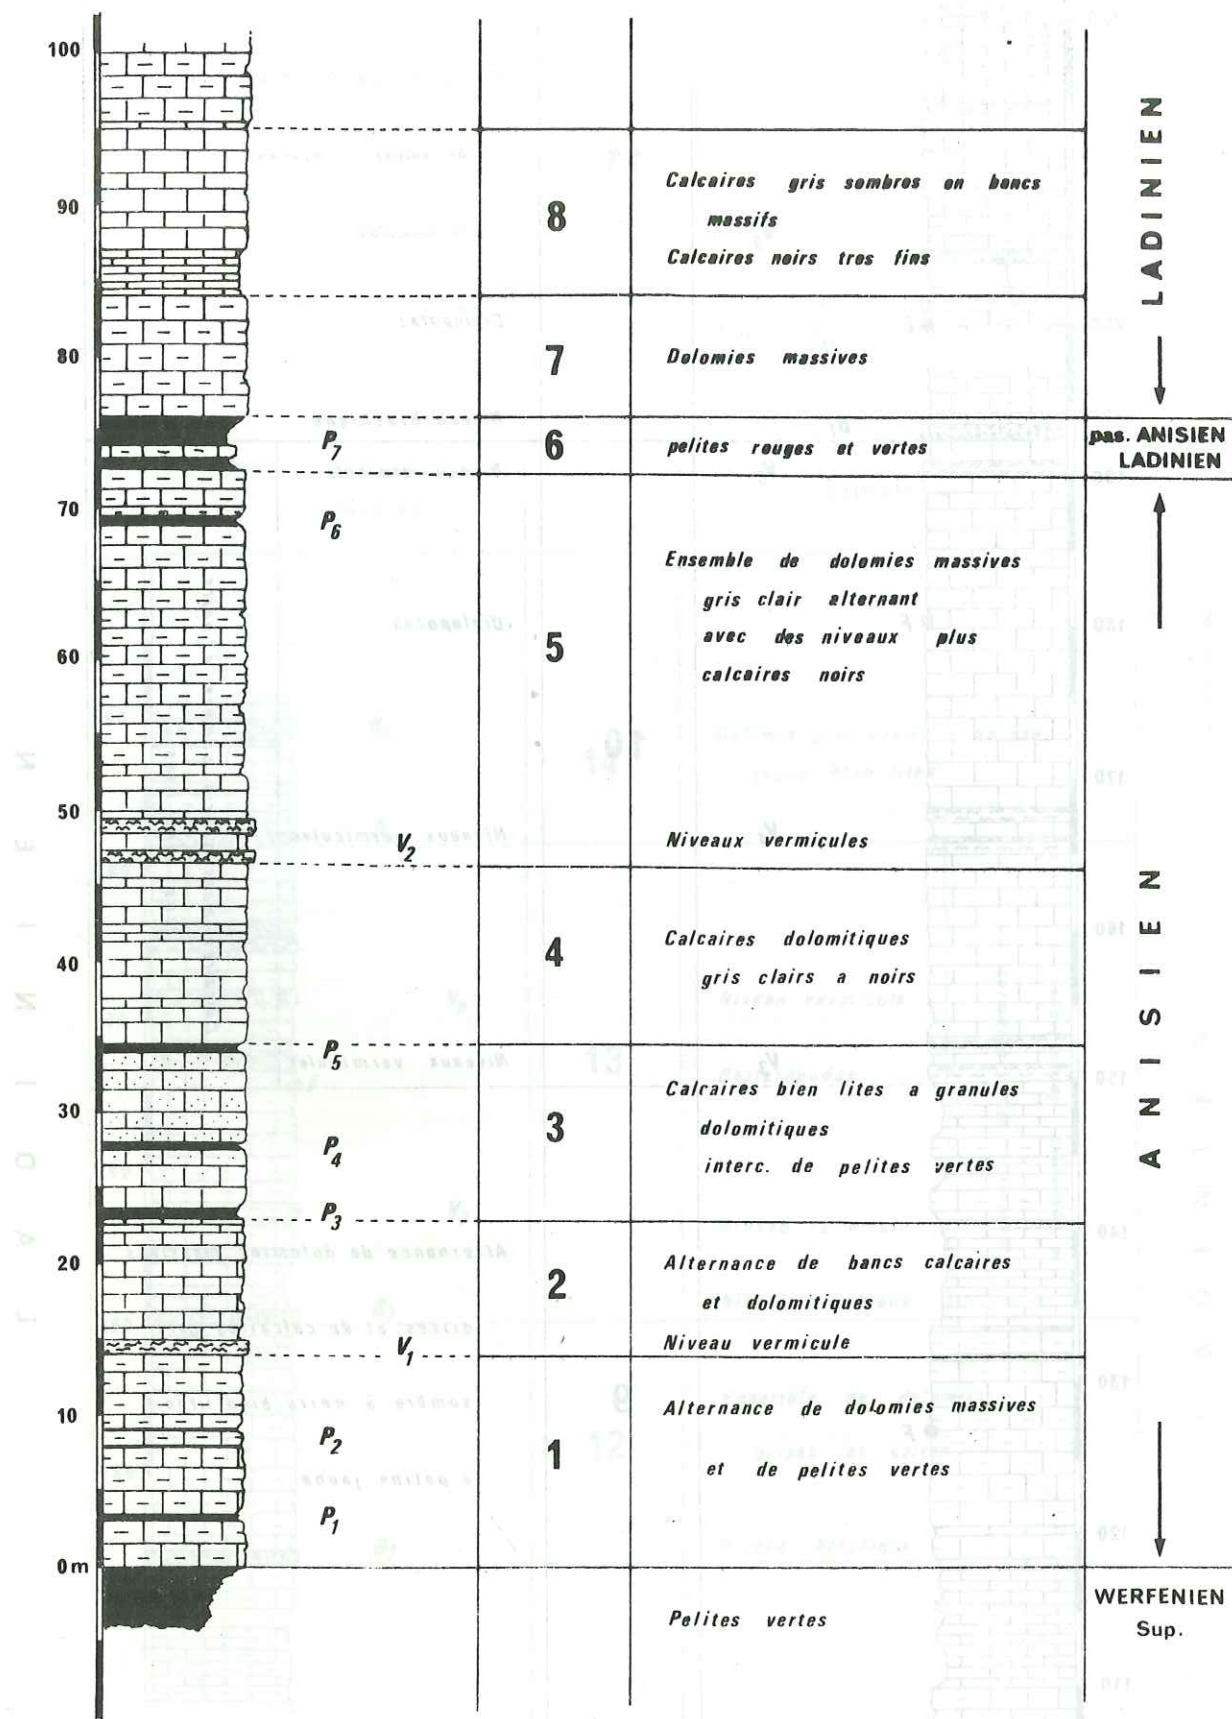 100
LADINIEN
8
Calcaires gris sombres en bancs
massifs
Calcaires noirs tres fins
90
80
7
Dolomies massives
P7
6
pelites rouges et vertes
pas. ANISIEN
LADINIEN
70
P6
Ensemble de dolomies massives
gris clair alternant
avec des niveaux plus
calcaires noirs
5
60
50
V2
Niveaux vermicules
ANISIEN
4
Calcaires dolomitiques
gris clairs a noirs
40
P5
30
3
Calcaires bien lites a granules
dolomitiques
interc. de pelites vertes
P4
P3
20
2
Alternance de bancs calcaires
et dolomitiques
V1
Niveau vermicule
10
Alternance de dolomies massives
et de pelites vertes
P2
1
P1
0m
WERFENIEN
Sup.
Pelites vertes